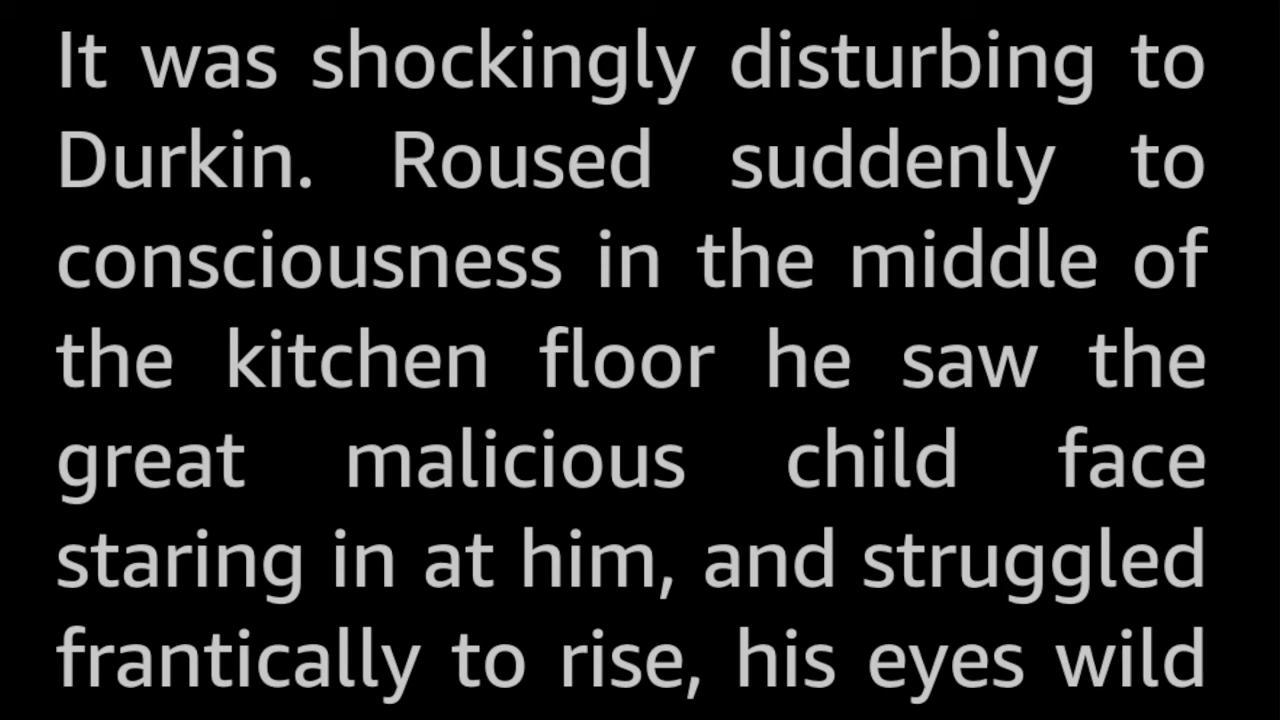 It was shockingly disturbing to
Durkin. Roused suddenly to
consciousness in the middle of
the kitchen floor he saw the
great malicious child face
staring in at him, and struggled
frantically to rise, his eyes wild